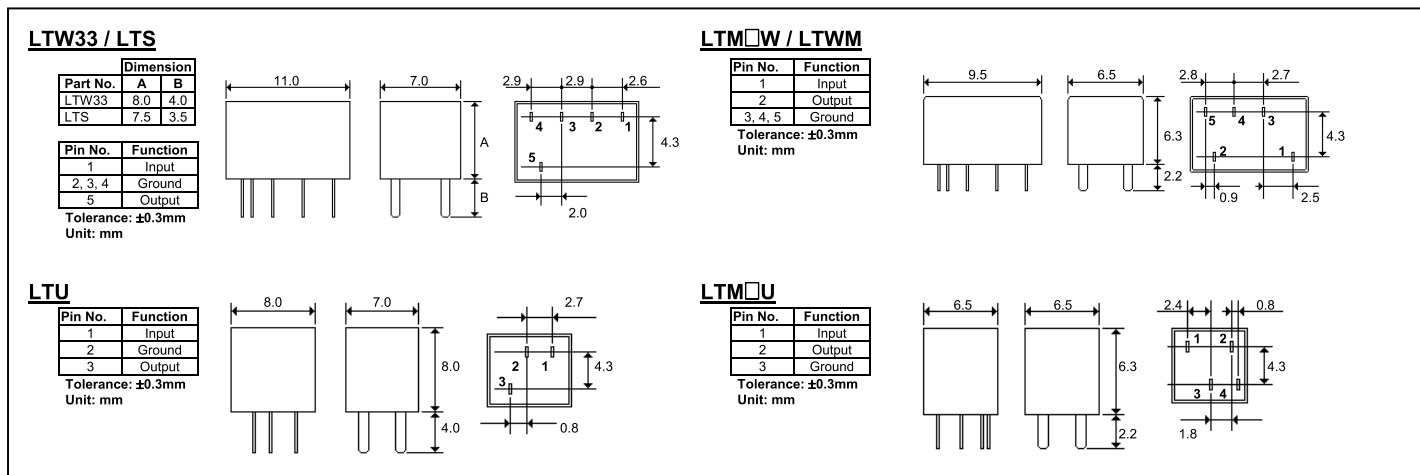 LTW33 / LTS
Dimension
Part No. A B
LTW33 8.0 4.0
LTS 7.5 3.5
Pin No. Function
1 Input
2, 3, 4 Ground
5 Output
Tolerance: ±0.3mm
Unit: mm
11.0
7.0
A
B
2.9 2.9 2.6
4 3 2 1
5
4.3
2.0
LTM□W / LTWM
Pin No. Function
1 Input
2 Output
3, 4, 5 Ground
Tolerance: ±0.3mm
Unit: mm
9.5
6.5
6.3
2.2
2.8 2.7
5 4 3
2 1
4.3
0.9 2.5
LTU
Pin No. Function
1 Input
2 Ground
3 Output
Tolerance: ±0.3mm
Unit: mm
8.0
7.0
8.0
4.0
2.7
2 1
3
4.3
0.8
LTM□U
Pin No. Function
1 Input
2 Output
3 Ground
Tolerance: ±0.3mm
Unit: mm
6.5
6.5
6.3
2.2
2.4 0.8
1 2
3 4
4.3
1.8